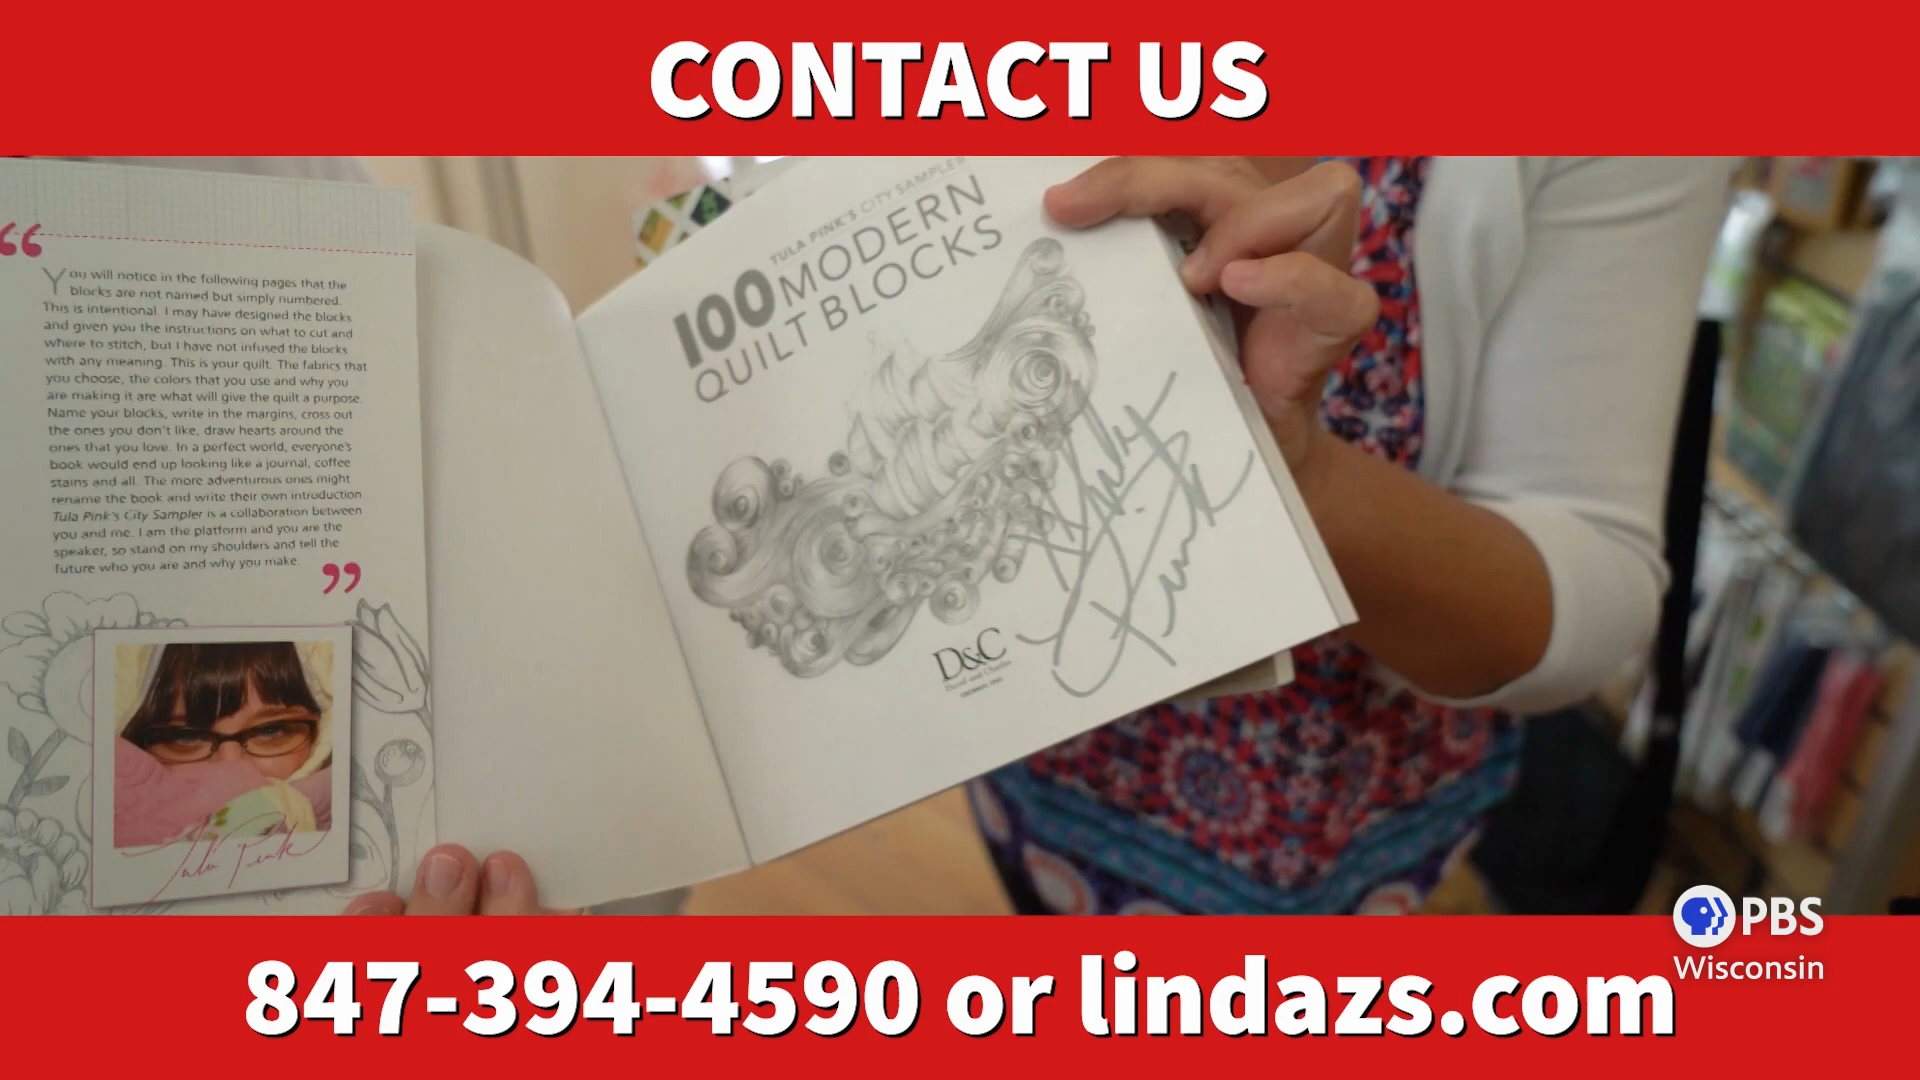 CONTACT US
“
You will notice in the following pages that the
blocks are not named but simply numbered.
This is intentional. I may have designed the blocks
and given you the instructions on what to cut and
where to stitch, but I have not infused the blocks
with any meaning. This is your quilt. The fabrics that
you choose, the colors that you use and why you
are making it are what will give the quilt a purpose.
Name your blocks, write in the margins, cross out
the ones you don't like, draw hearts around the
ones that you love. In a perfect world, everyone's
book would end up looking like a journal, coffee
stains and all. The more adventurous ones might
rename the book and write their own introduction.
Tula Pink's City Sampler is a collaboration between
you and me. I am the platform and you are the
speaker, so stand on my shoulders and tell the
future who you are and why you make.
”
Tula Pink
TULA PINK'S CITY SAMPLER
100 MODERN
QUILT BLOCKS
D&C
David and Charles
PBS
Wisconsin
847-394-4590 or lindazs.com